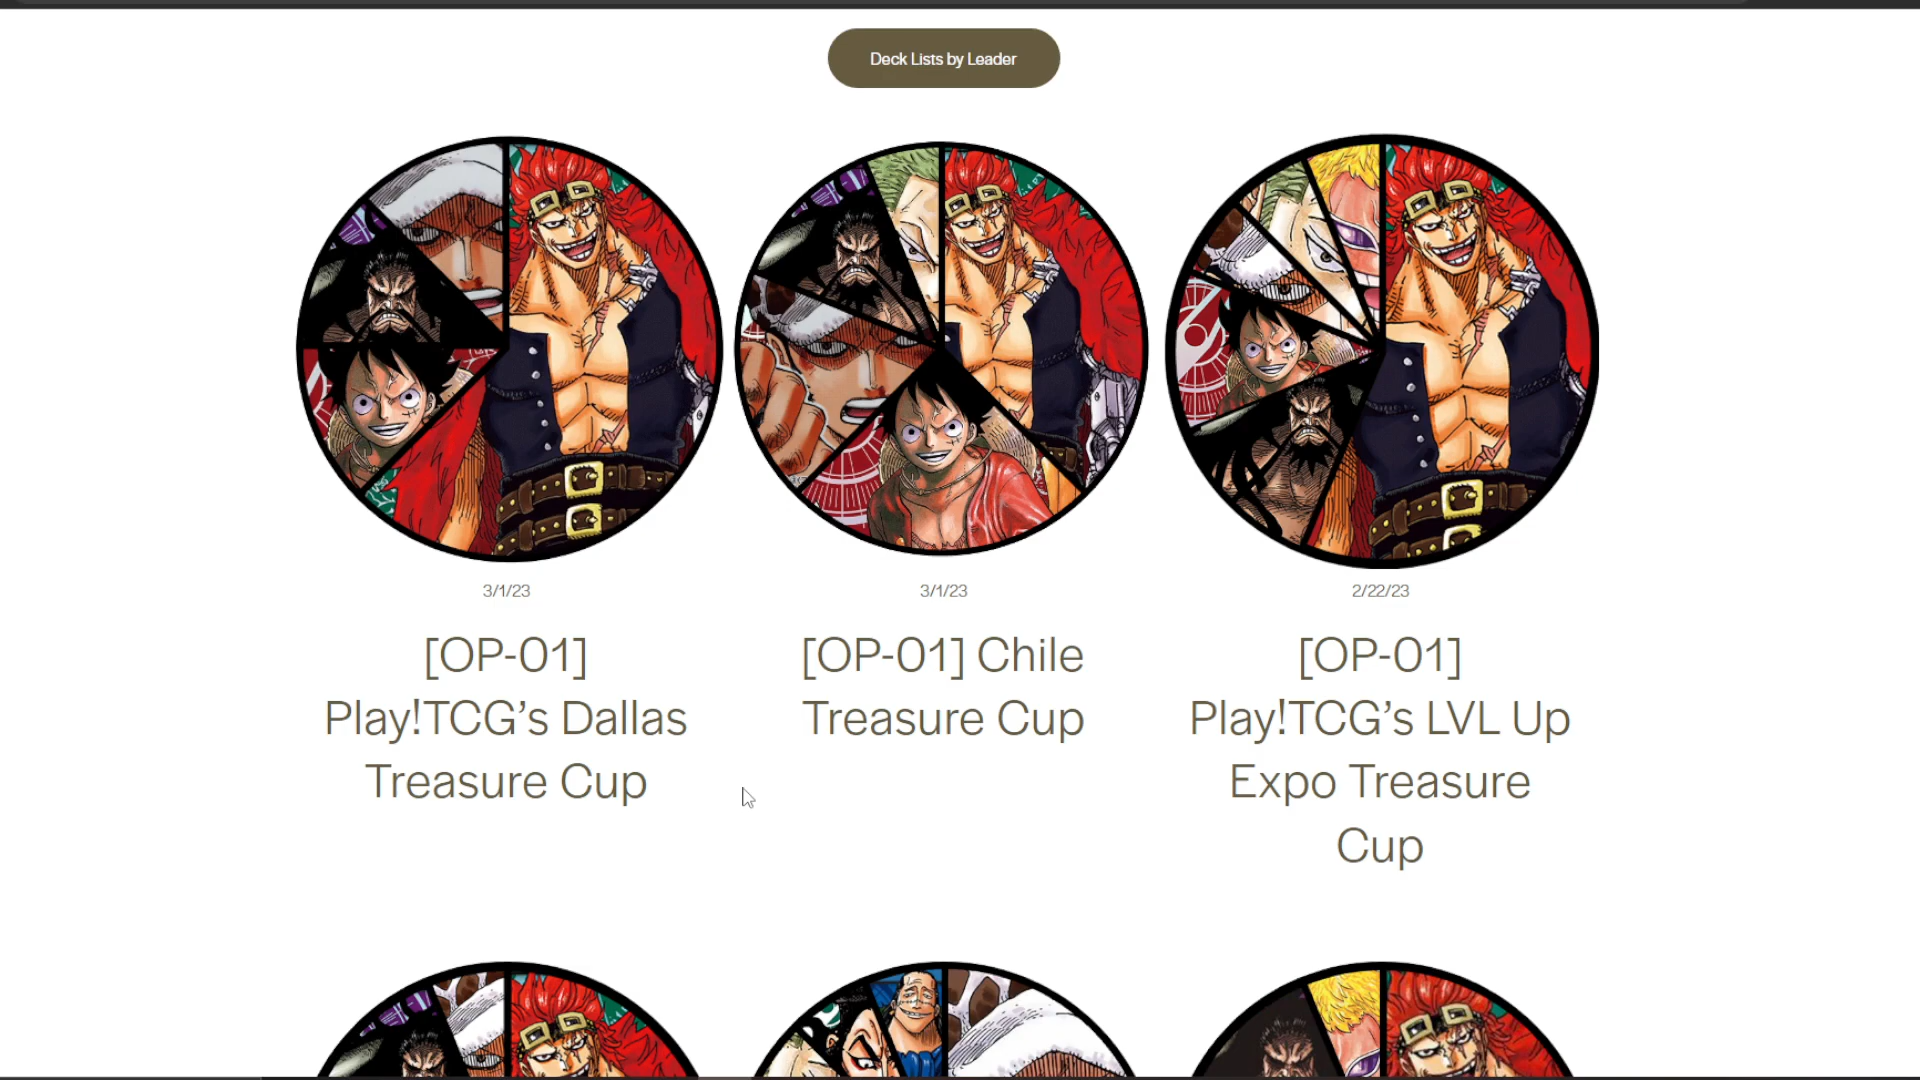 Deck Lists by Leader
3/1/23
[OP-01]
Play!TCG’s Dallas
Treasure Cup
3/1/23
[OP-01] Chile
Treasure Cup
2/22/23
[OP-01]
Play!TCG’s LVL Up
Expo Treasure
Cup